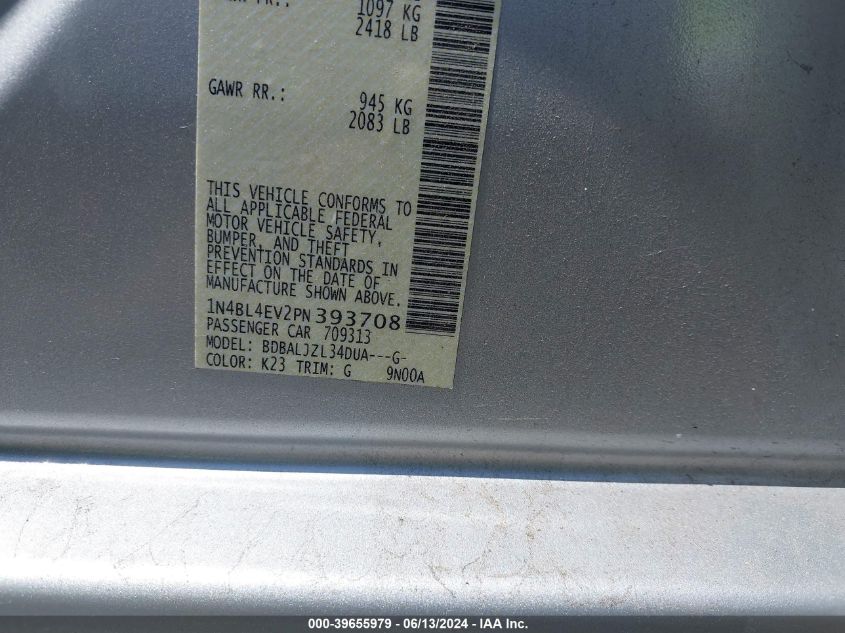 1097 KG
2418 LB
GAWR RR.: 945 KG
2083 LB
THIS VEHICLE CONFORMS TO
ALL APPLICABLE FEDERAL
MOTOR VEHICLE SAFETY,
BUMPER, AND THEFT
PREVENTION STANDARDS IN
EFFECT ON THE DATE OF
MANUFACTURE SHOWN ABOVE.
1N4BL4EV2PN393708
PASSENGER CAR 709313
MODEL: BDBALJZL34DUA---G-
COLOR: K23 TRIM: G 9N00A
000-39655979 - 06/13/2024 - IAA Inc.